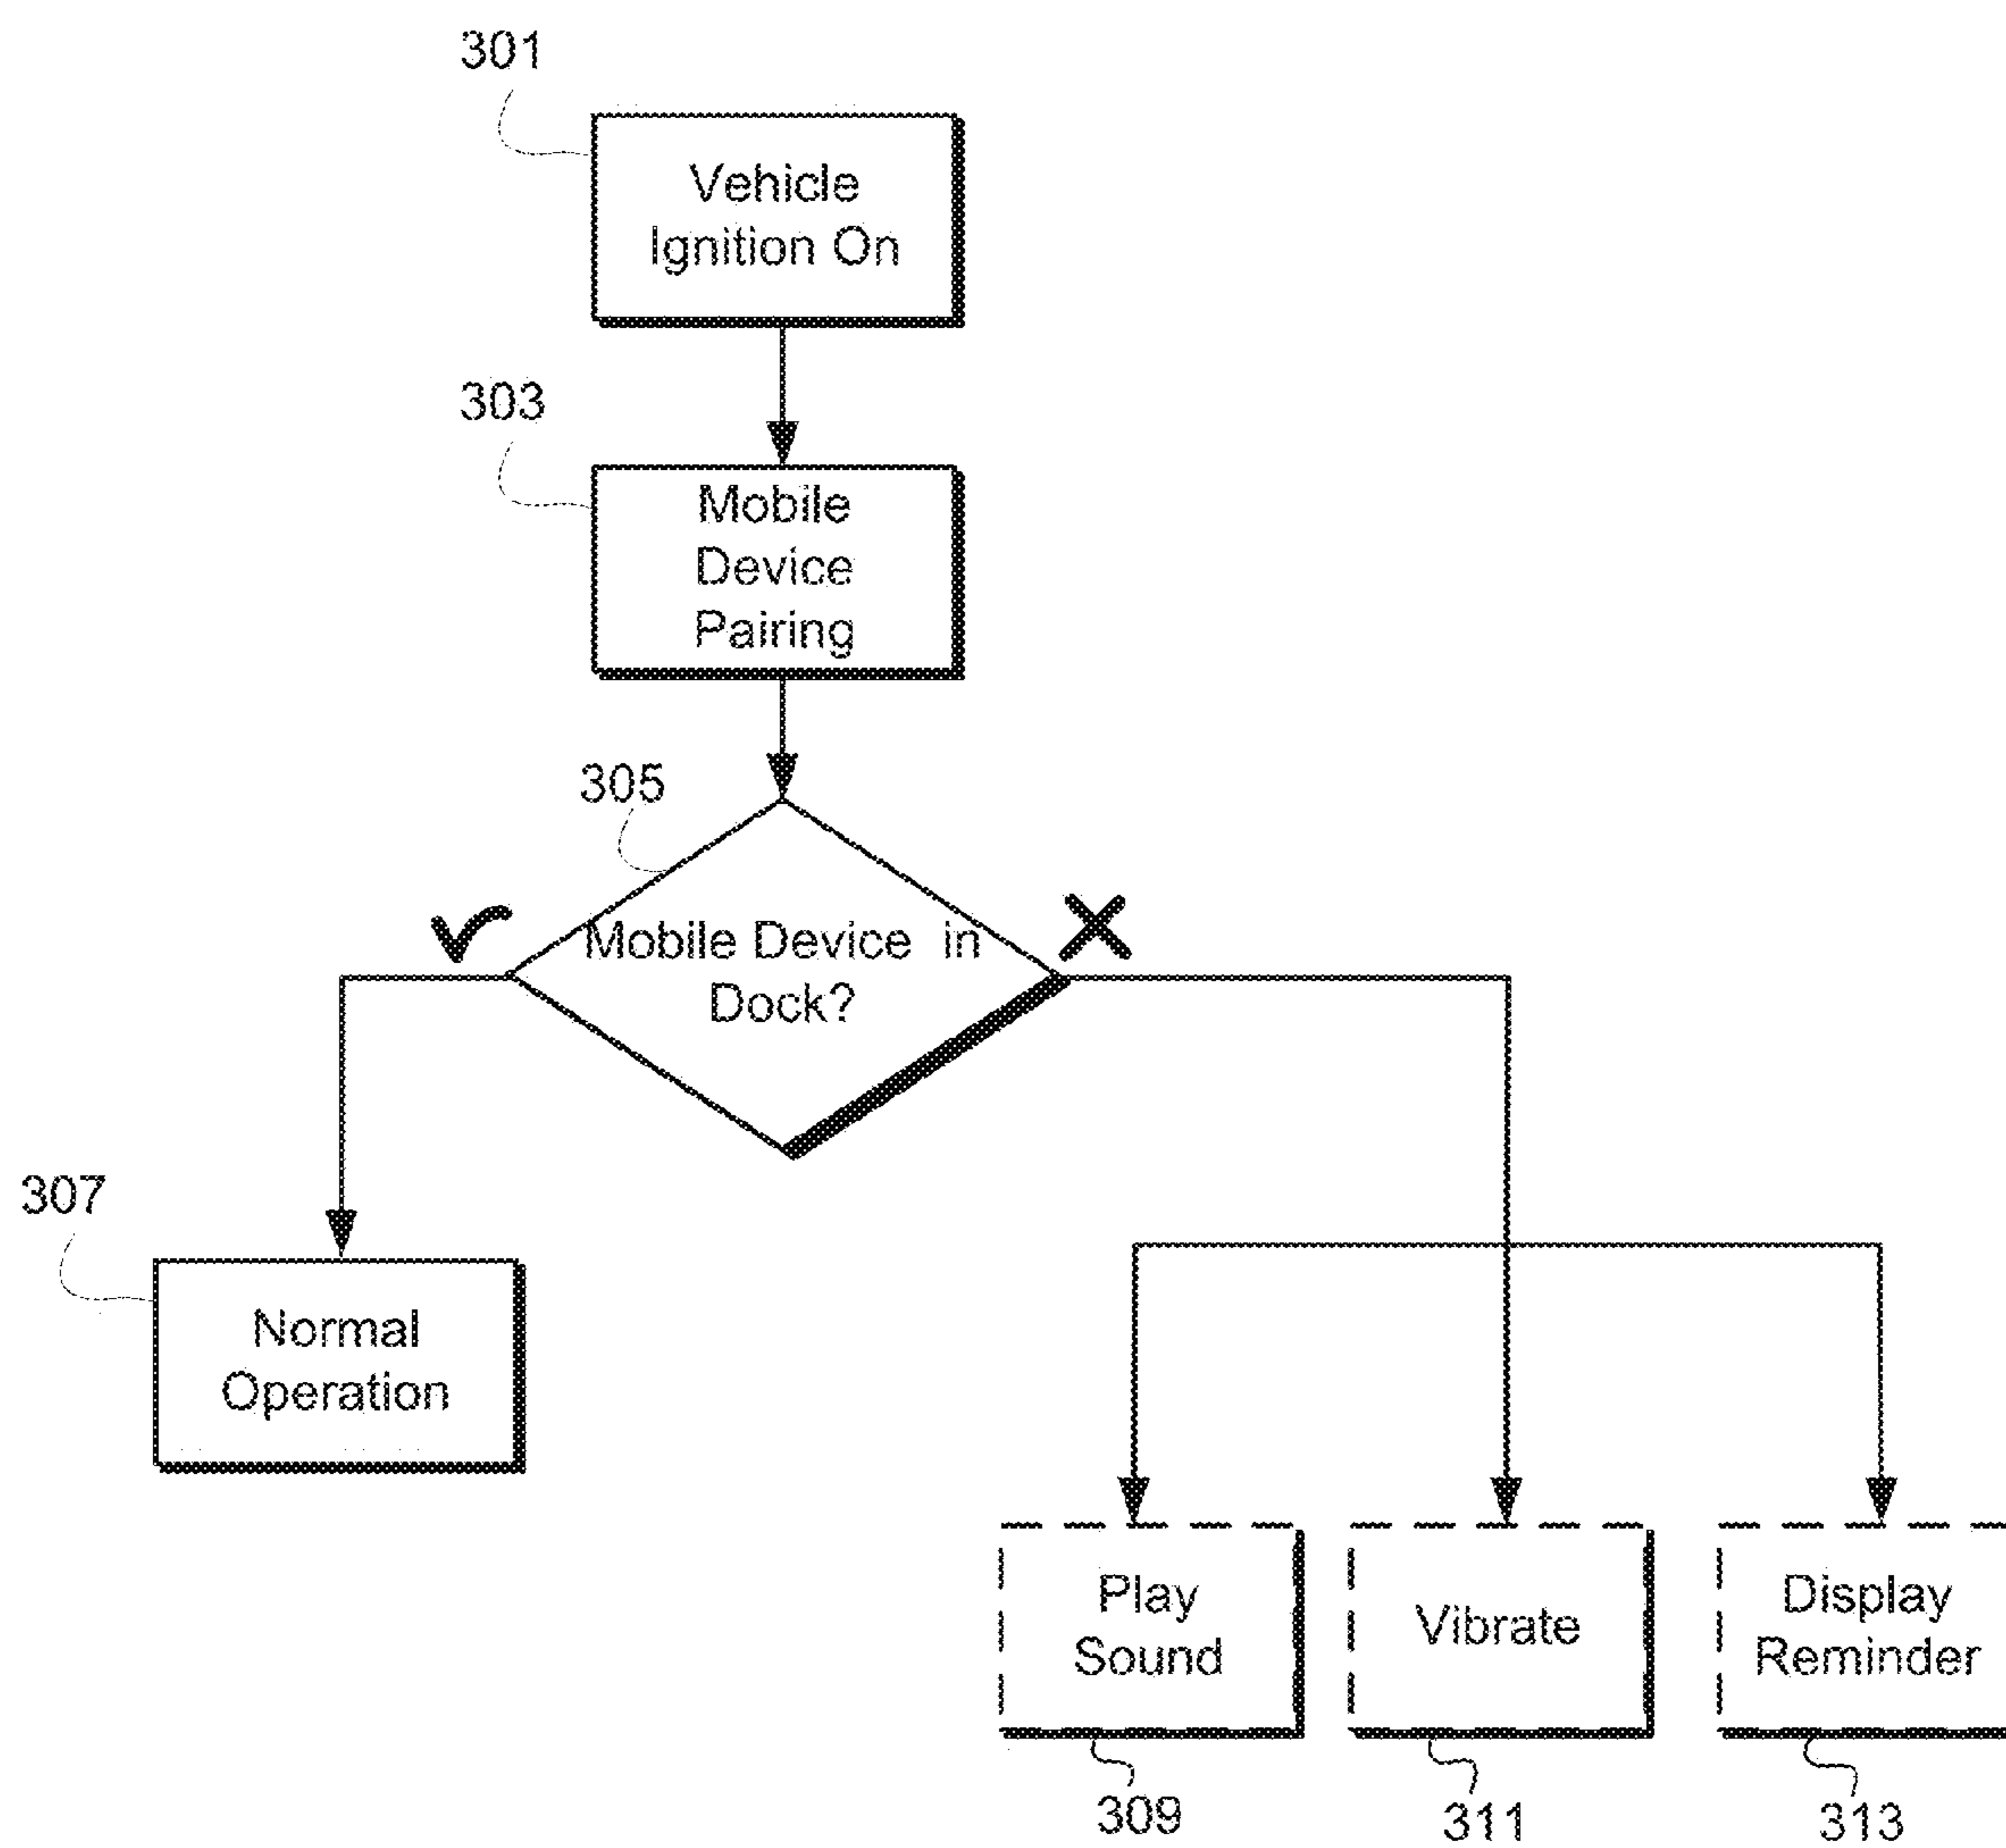 301
Vehicle
Ignition On
303
Mobile
Device
Pairing
305
Mobile Device in
Dock?
307
Normal
Operation
Play
Sound
Vibrate
Display
Reminder
309
311
313